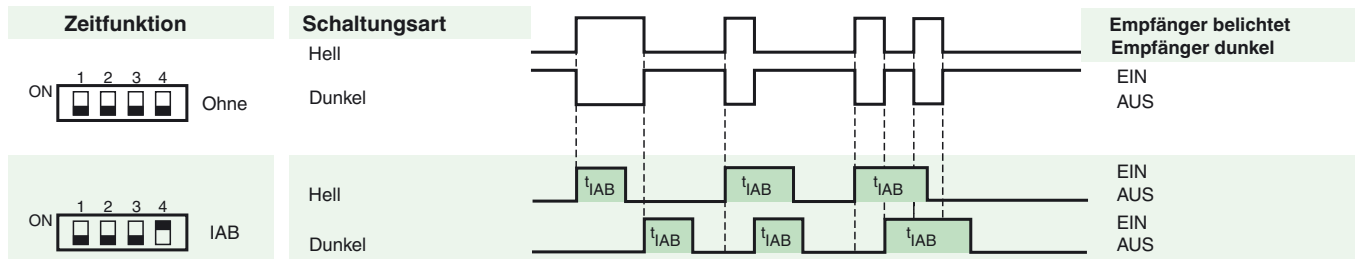 Zeitfunktion
Schaltungsart
Empfänger belichtet
Empfänger dunkel
Hell
1 2 3 4
ON
Ohne
Dunkel
EIN
AUS
1 2 3 4
ON
IAB
Hell
tIAB
tIAB
tIAB
EIN
AUS
Dunkel
tIAB
tIAB
tIAB
EIN
AUS